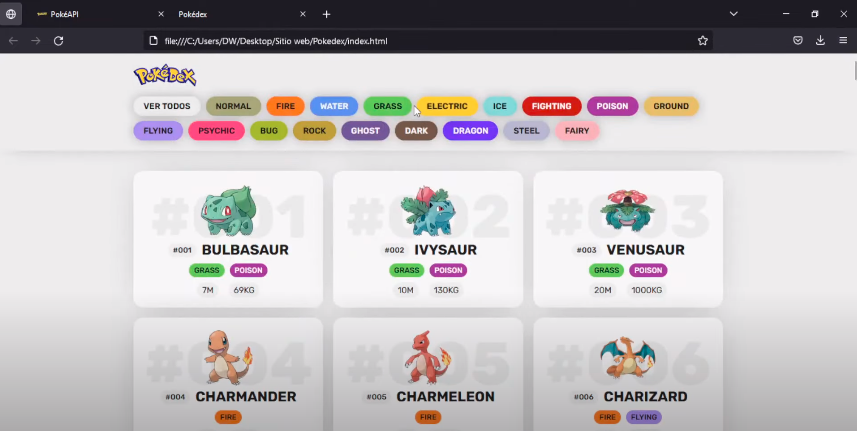 PokéAPI
Pokédex
file:///C:/Users/DW/Desktop/Sitio web/Pokedex/index.html
POKéDEX
VER TODOS NORMAL FIRE WATER GRASS ELECTRIC ICE FIGHTING POISON GROUND
FLYING PSYCHIC BUG ROCK GHOST DARK DRAGON STEEL FAIRY
#001 #002 #003
#001 BULBASAUR #002 IVYSAUR #003 VENUSAUR
GRASS POISON GRASS POISON GRASS POISON
7M 69KG 10M 130KG 20M 1000KG
#004 #005 #006
#004 CHARMANDER #005 CHARMELEON #006 CHARIZARD
FIRE FIRE FIRE FLYING